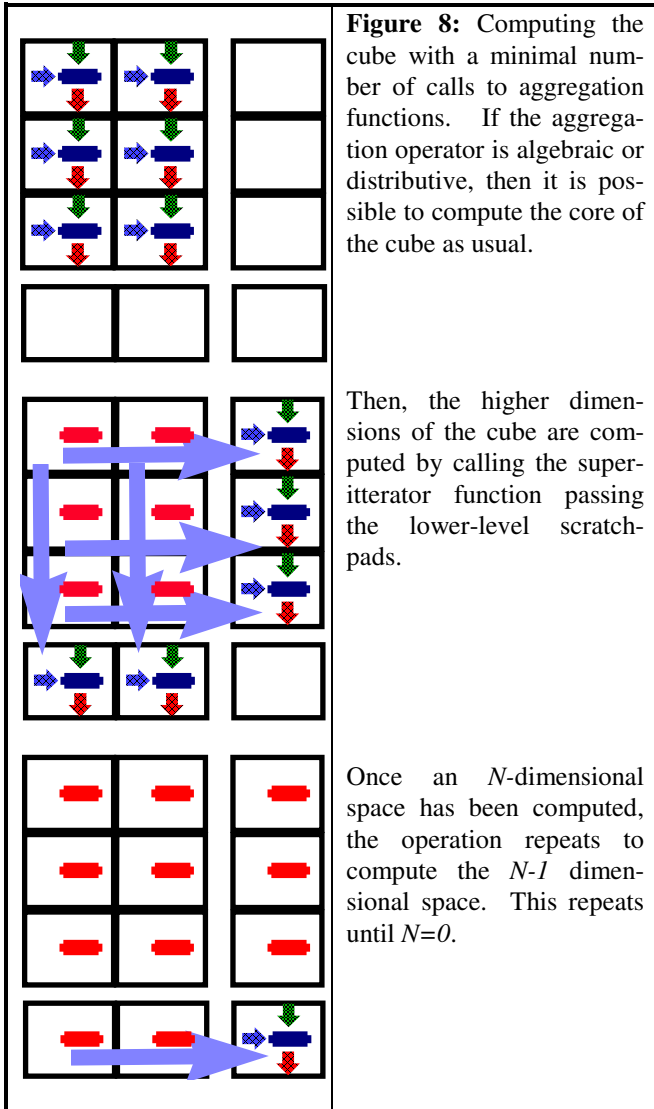 Figure 8: Computing the
cube with a minimal num-
ber of calls to aggregation
functions. If the aggrega-
tion operator is algebraic or
distributive, then it is pos-
sible to compute the core of
the cube as usual.
Then, the higher dimen-
sions of the cube are com-
puted by calling the super-
itterator function passing
the lower-level scratch-
pads.
Once an N-dimensional
space has been computed,
the operation repeats to
compute the N-1 dimen-
sional space. This repeats
until N=0.